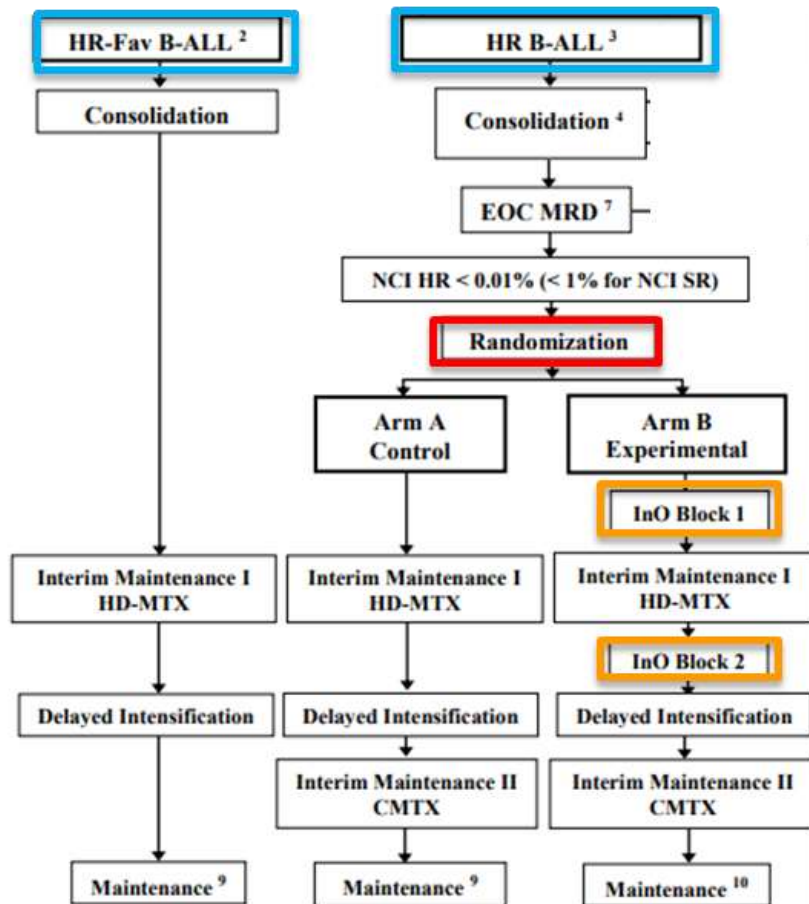 HR-Fav B-ALL ²
Consolidation
HR B-ALL ³
Consolidation ⁴
EOC MRD ⁷
NCI HR < 0.01% (< 1% for NCI SR)
Randomization
Arm A
Control
Arm B
Experimental
InO Block 1
Interim Maintenance I
HD-MTX
Interim Maintenance I
HD-MTX
Interim Maintenance I
HD-MTX
InO Block 2
Delayed Intensification
Delayed Intensification
Delayed Intensification
Interim Maintenance II
CMTX
Interim Maintenance II
CMTX
Maintenance ⁹
Maintenance ⁹
Maintenance ¹⁰